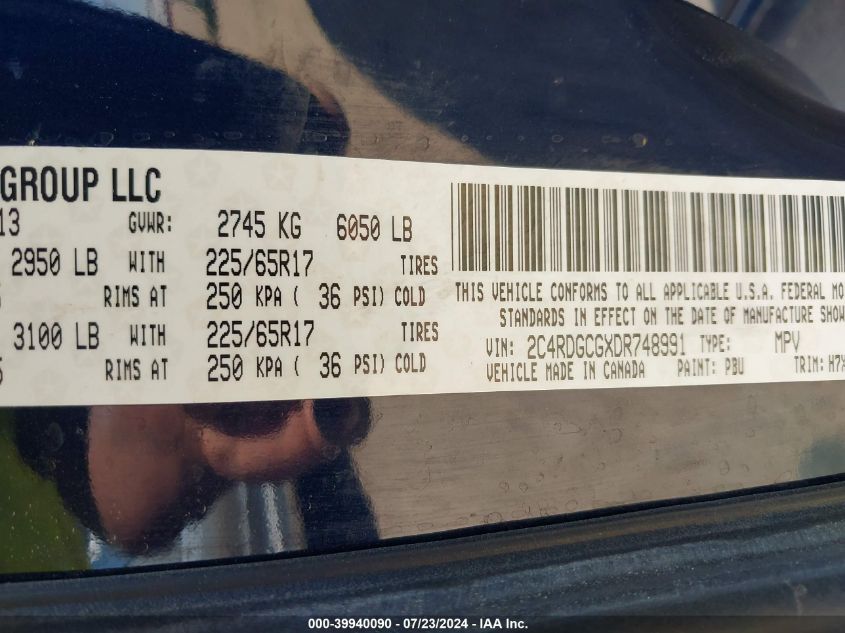 GROUP LLC
13 GVWR: 2745 KG 6050 LB
2950 LB WITH 225/65R17 TIRES
RIMS AT 250 KPA ( 36 PSI) COLD
3100 LB WITH 225/65R17 TIRES
RIMS AT 250 KPA ( 36 PSI) COLD
THIS VEHICLE CONFORMS TO ALL APPLICABLE U.S.A. FEDERAL MO
STANDARDS IN EFFECT ON THE DATE OF MANUFACTURE SHOW
VIN: 2C4RDGCGXDR748991 TYPE: MPV
VEHICLE MADE IN CANADA PAINT: PBU TRIM: H7X
000-39940090 - 07/23/2024 - IAA Inc.